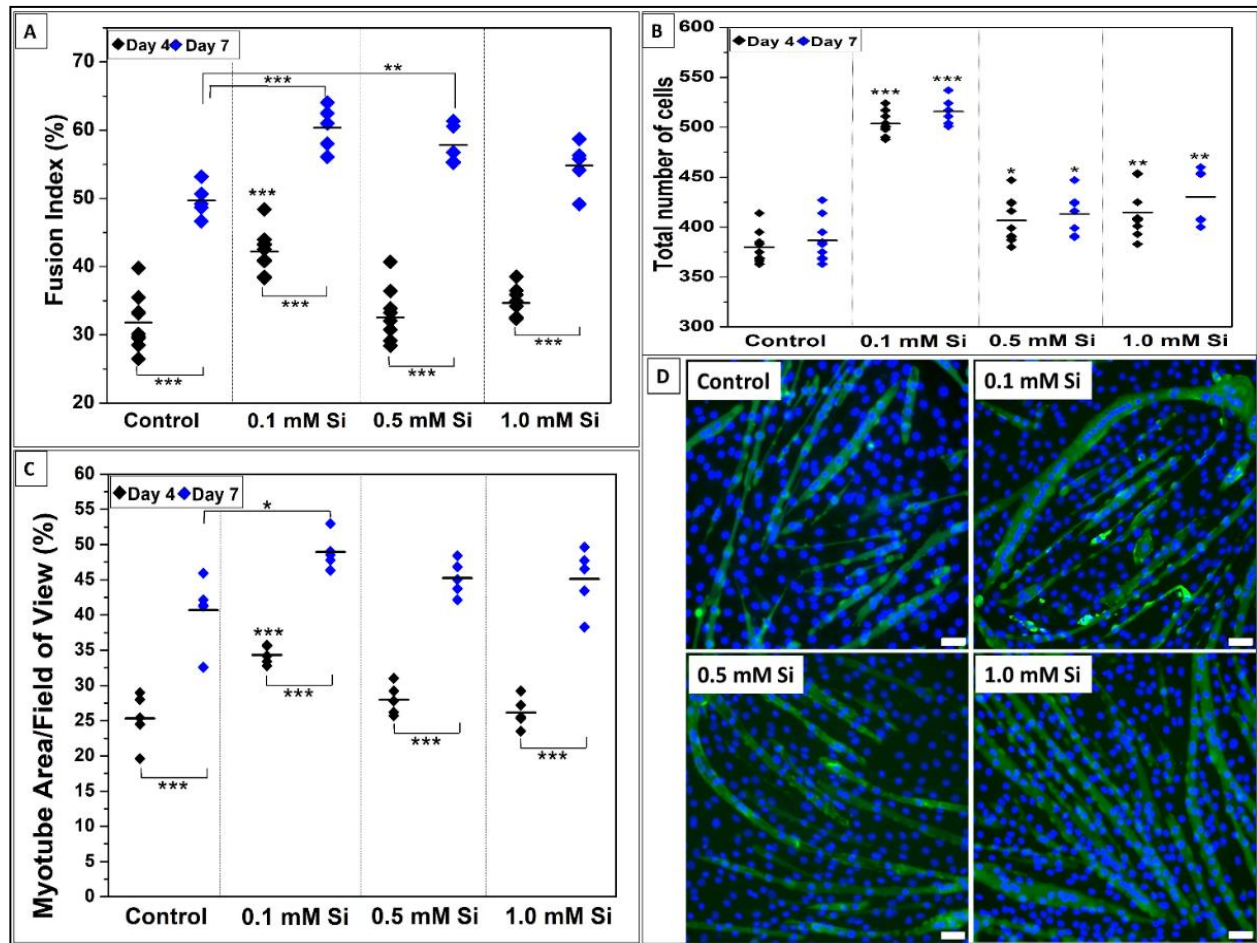 A
Day 4 Day 7
Fusion Index (%)
70
60
50
40
30
20
***
**
***
***
***
***
***
Control 0.1 mM Si 0.5 mM Si 1.0 mM Si
B
Day 4 Day 7
Total number of cells
600
550
500
450
400
350
300
*** ***
* *
** **
Control 0.1 mM Si 0.5 mM Si 1.0 mM Si
C
Day 4 Day 7
Myotube Area/Field of View (%)
60
55
50
45
40
35
30
25
20
15
10
5
0
*
***
***
***
***
***
Control 0.1 mM Si 0.5 mM Si 1.0 mM Si
D
Control
0.1 mM Si
0.5 mM Si
1.0 mM Si